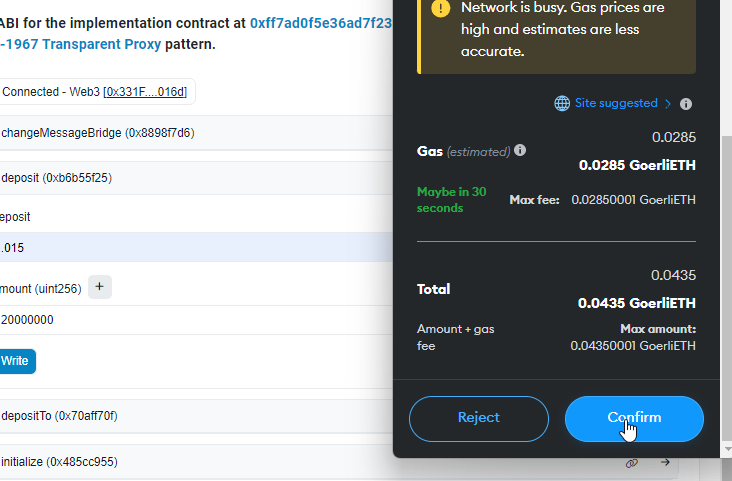 ABI for the implementation contract at 0xff7ad0f5e36ad7f23
-1967 Transparent Proxy pattern.
Connected - Web3 [0x331F....016d]
changeMessageBridge (0x8898f7d6)
deposit (0xb6b55f25)
eposit
.015
mount (uint256) +
20000000
Write
depositTo (0x70aff70f)
initialize (0x485cc955)
Network is busy. Gas prices are
high and estimates are less
accurate.
Site suggested >
0.0285
Gas (estimated)
0.0285 GoerliETH
Maybe in 30
seconds
Max fee: 0.02850001 GoerliETH
0.0435
Total
0.0435 GoerliETH
Amount + gas
fee
Max amount:
0.04350001 GoerliETH
Reject
Confirm